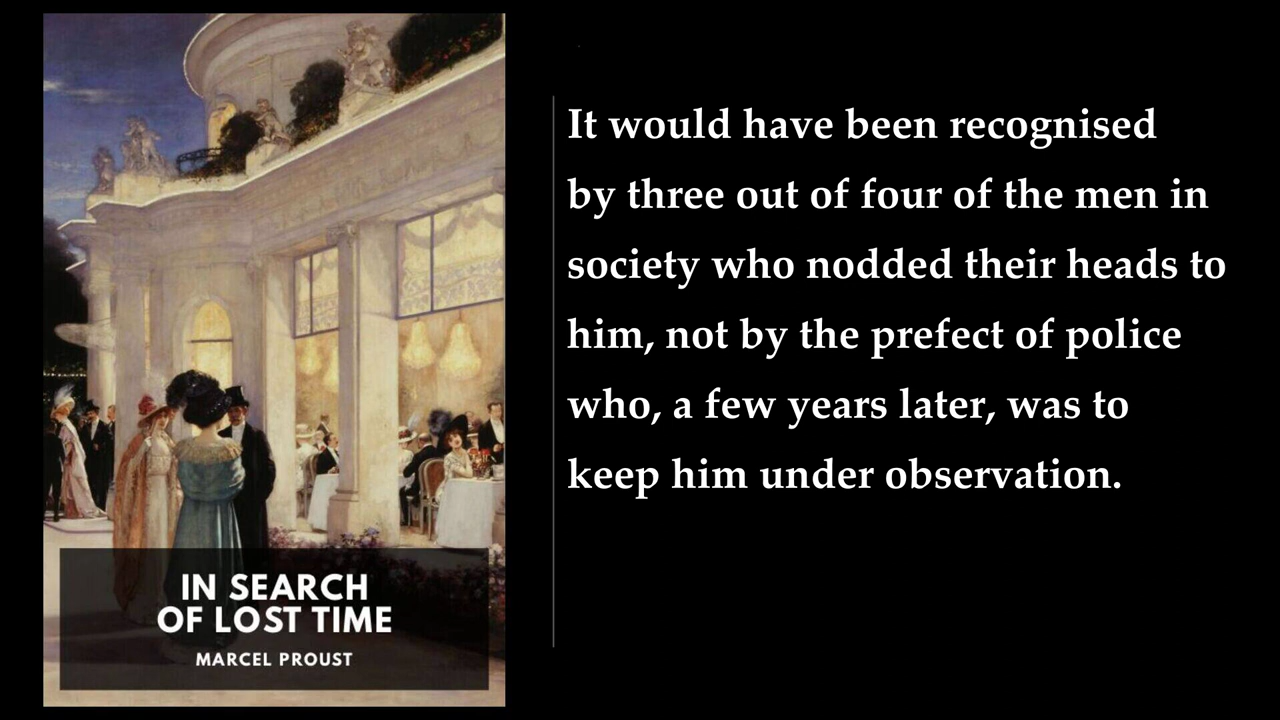 It would have been recognised
by three out of four of the men in
society who nodded their heads to
him, not by the prefect of police
who, a few years later, was to
keep him under observation.
IN SEARCH
OF LOST TIME
MARCEL PROUST